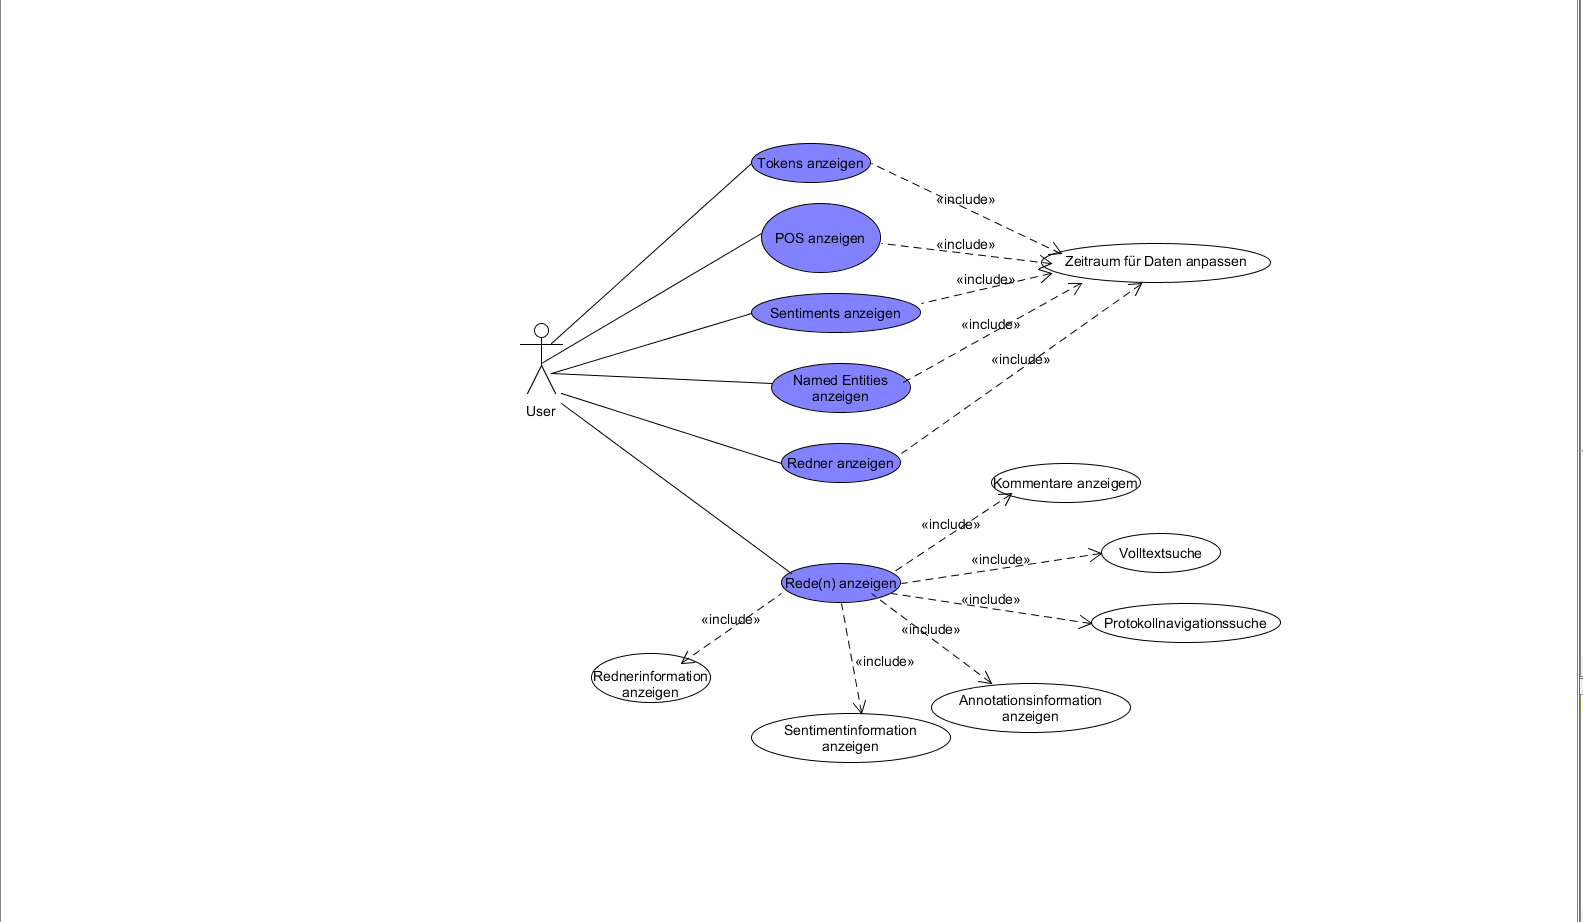 Tokens anzeigen
«include»
POS anzeigen
«include»
Zeitraum für Daten anpassen
«include»
Sentiments anzeigen
«include»
«include»
Named Entities
anzeigen
User
Redner anzeigen
Kommentare anzeigem
«include»
Volltextsuche
«include»
Rede(n) anzeigen
«include»
Protokollnavigationssuche
«include»
«include»
«include»
Rednerinformation
anzeigen
Annotationsinformation
anzeigen
Sentimentinformation
anzeigen